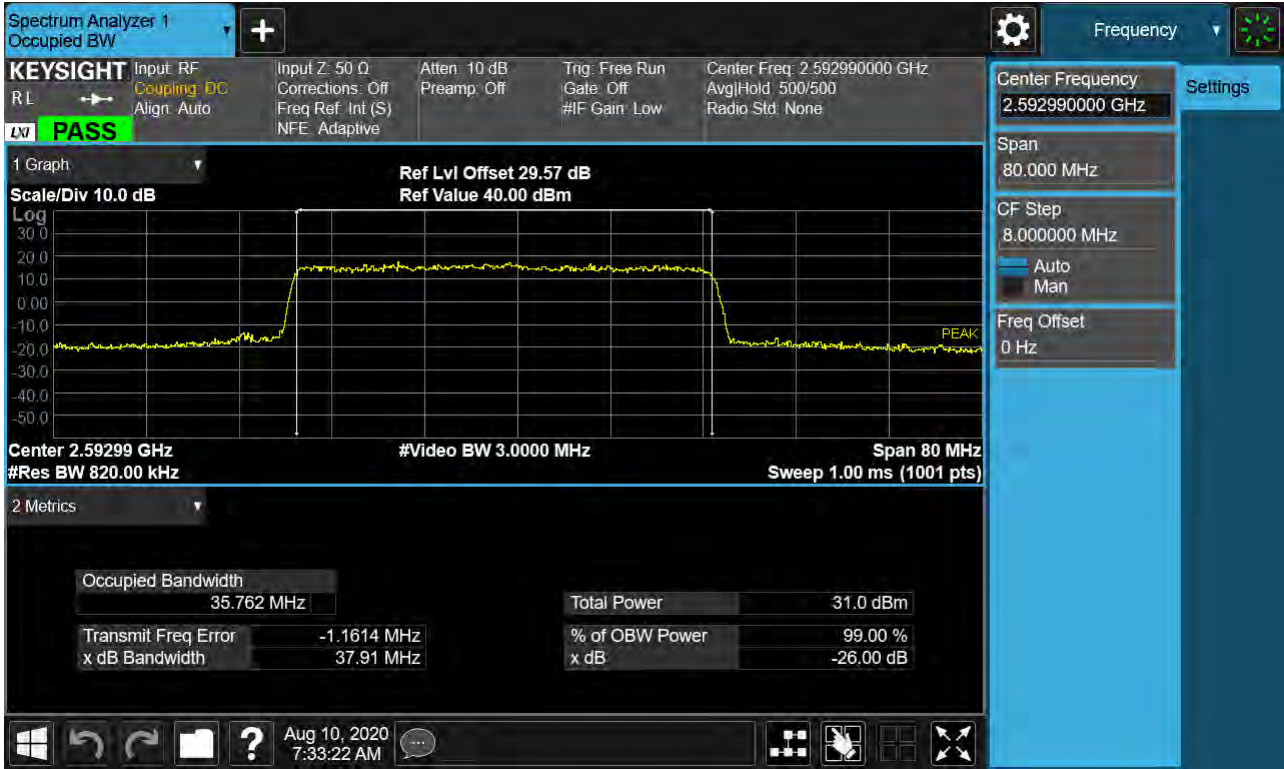 Spectrum Analyzer 1
Occupied BW
Frequency
KEYSIGHT
R L
LXI PASS
Input: RF
Coupling: DC
Align: Auto
Input Z: 50 Ω
Corrections: Off
Freq Ref: Int (S)
NFE: Adaptive
Atten: 10 dB
Preamp: Off
Trig: Free Run
Gate: Off
#IF Gain: Low
Center Freq: 2.592990000 GHz
Avg|Hold: 500/500
Radio Std: None
Center Frequency
2.592990000 GHz
Settings
Span
80.000 MHz
CF Step
8.000000 MHz
Auto
Man
Freq Offset
0 Hz
1 Graph
Scale/Div 10.0 dB
Ref Lvl Offset 29.57 dB
Ref Value 40.00 dBm
Log
30.0
20.0
10.0
0.00
-10.0
-20.0
-30.0
-40.0
-50.0
PEAK
Center 2.59299 GHz
#Video BW 3.0000 MHz
Span 80 MHz
#Res BW 820.00 kHz
Sweep 1.00 ms (1001 pts)
2 Metrics
Occupied Bandwidth
35.762 MHz
Total Power 31.0 dBm
Transmit Freq Error -1.1614 MHz
% of OBW Power 99.00 %
x dB Bandwidth 37.91 MHz
x dB -26.00 dB
?
Aug 10, 2020
7:33:22 AM